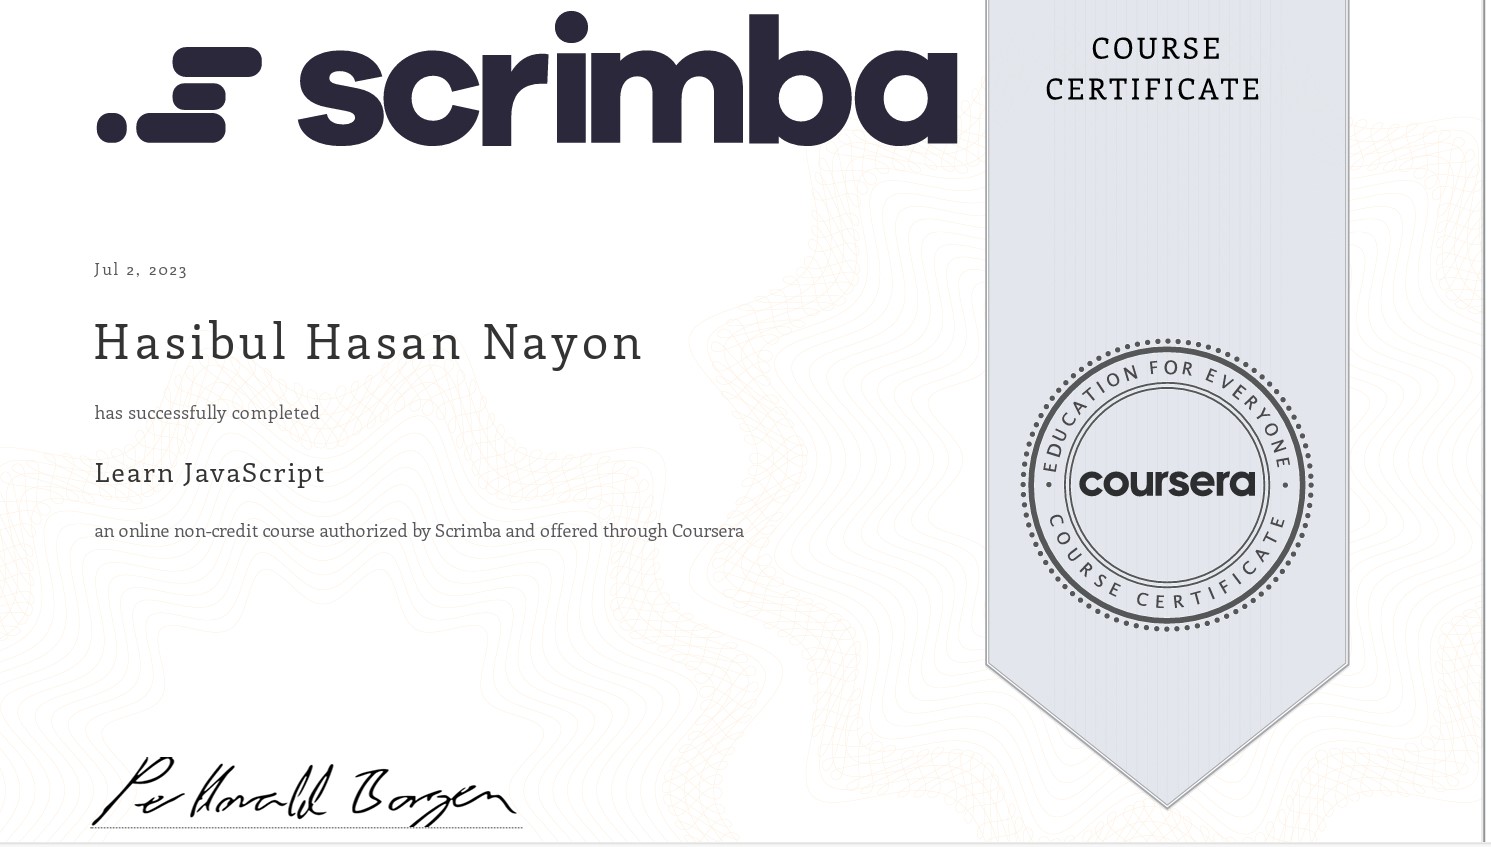 scrimba
COURSE
CERTIFICATE
Jul 2, 2023
Hasibul Hasan Nayon
has successfully completed
Learn JavaScript
an online non-credit course authorized by Scrimba and offered through Coursera
EDUCATION FOR EVERYONE
coursera
COURSE CERTIFICATE
Per Harald Borgen